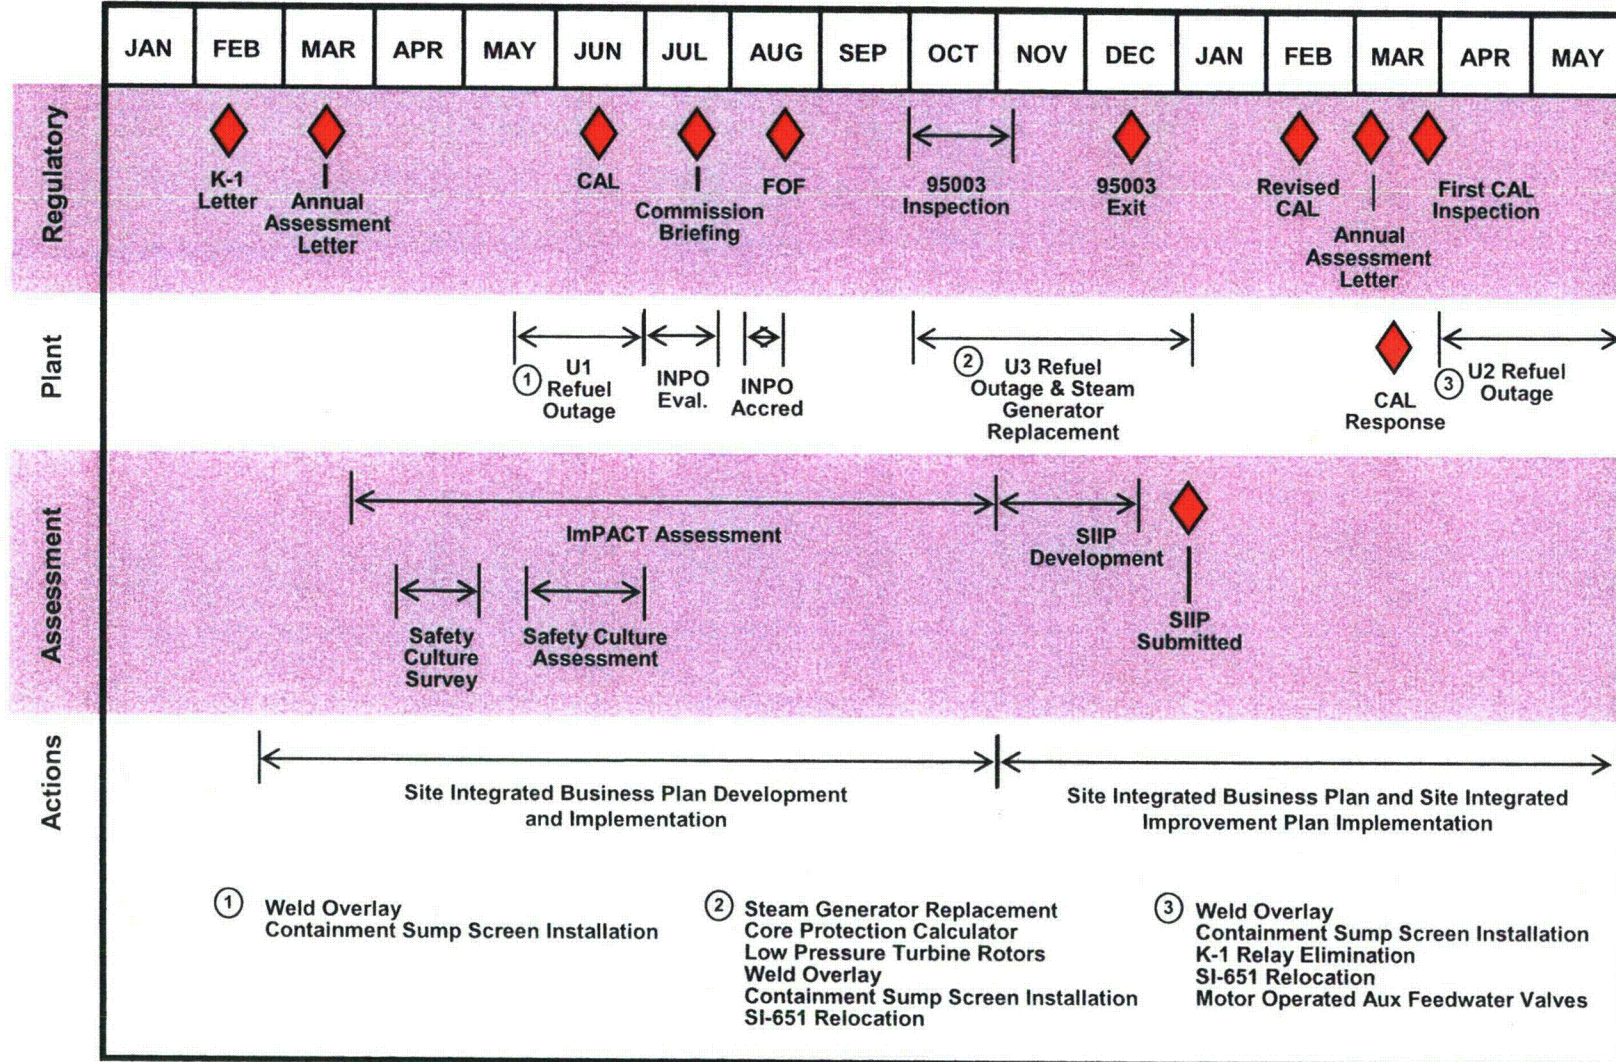 JAN FEB MAR APR MAY JUN JUL AUG SEP OCT NOV DEC JAN FEB MAR APR MAY
Regulatory
K-1
Letter
Annual
Assessment
Letter
CAL
Commission
Briefing
FOF
95003
Inspection
95003
Exit
Revised
CAL
Annual
Assessment
Letter
First CAL
Inspection
Plant
1 U1
Refuel
Outage
INPO
Eval.
INPO
Accred
2 U3 Refuel
Outage & Steam
Generator
Replacement
CAL
Response
3 U2 Refuel
Outage
Assessment
ImPACT Assessment
SIIP
Development
SIIP
Submitted
Safety
Culture
Survey
Safety Culture
Assessment
Actions
Site Integrated Business Plan Development
and Implementation
Site Integrated Business Plan and Site Integrated
Improvement Plan Implementation
1 Weld Overlay
Containment Sump Screen Installation
2 Steam Generator Replacement
Core Protection Calculator
Low Pressure Turbine Rotors
Weld Overlay
Containment Sump Screen Installation
SI-651 Relocation
3 Weld Overlay
Containment Sump Screen Installation
K-1 Relay Elimination
SI-651 Relocation
Motor Operated Aux Feedwater Valves